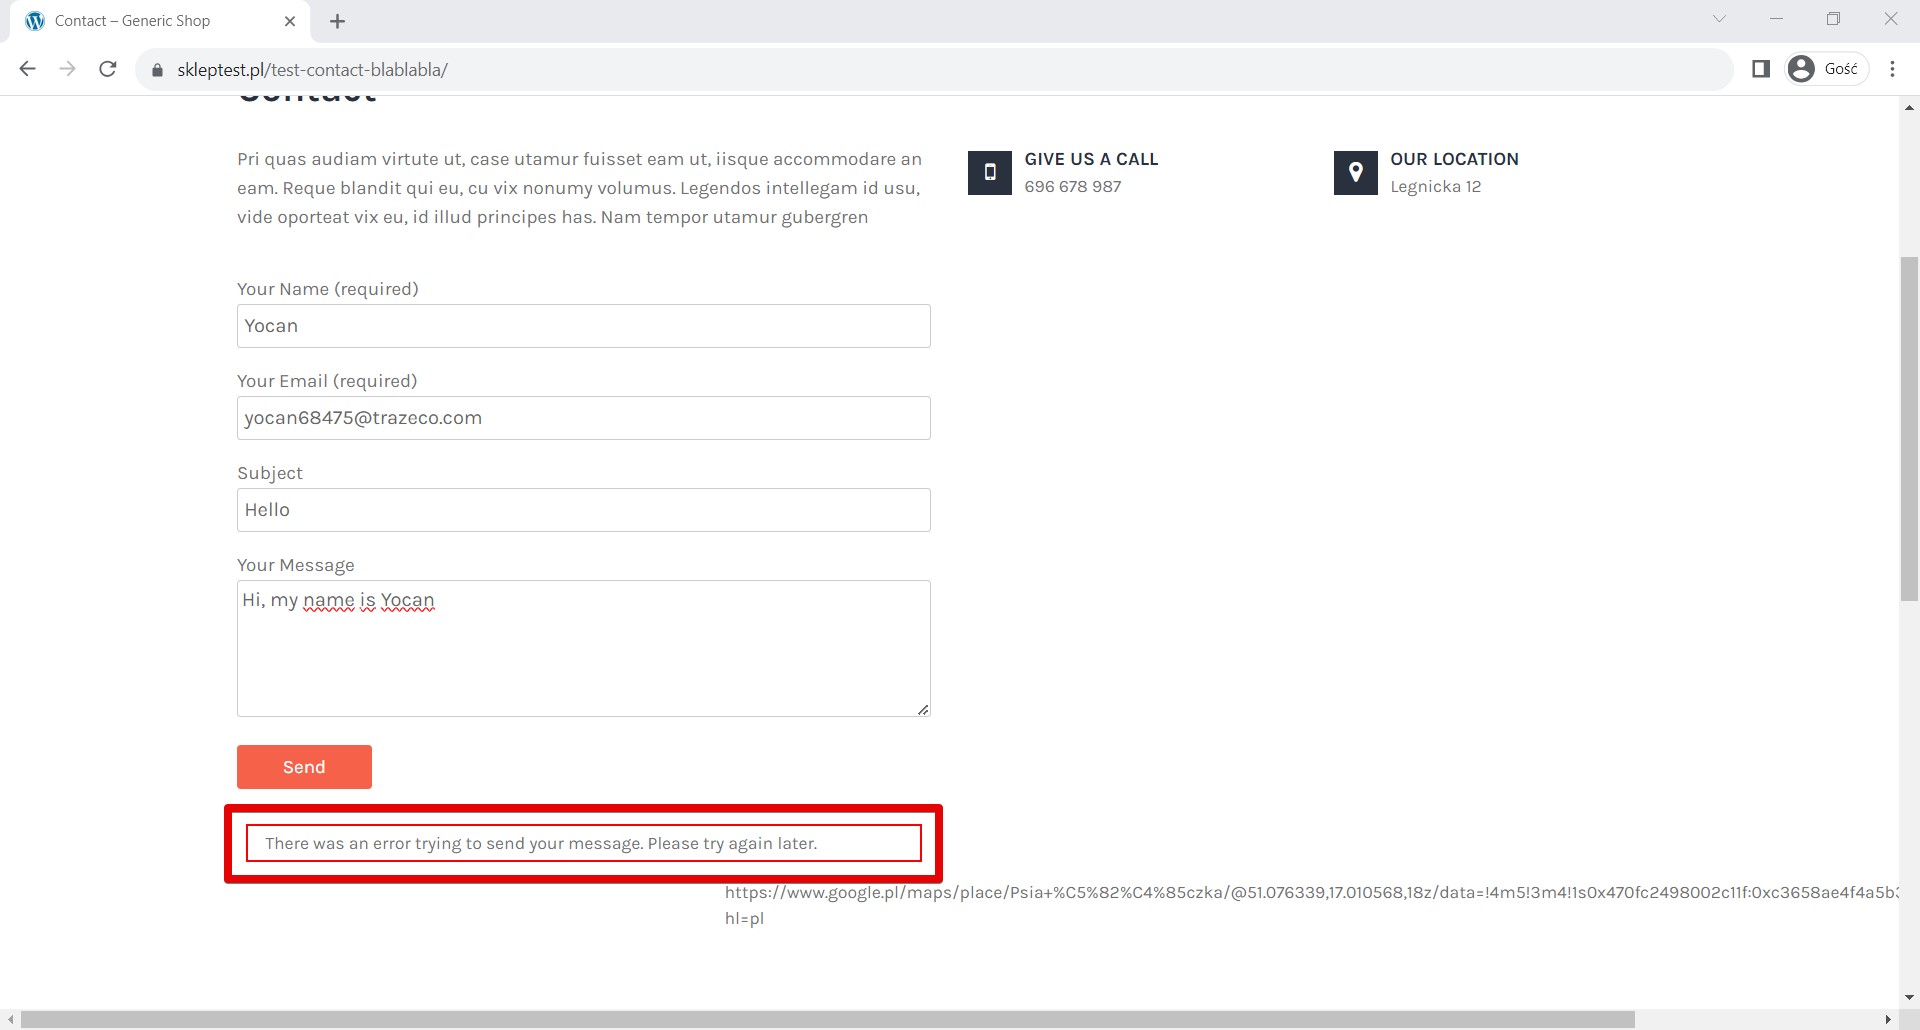 Contact – Generic Shop
skleptest.pl/test-contact-blablabla/
Gość
Contact
Pri quas audiam virtute ut, case utamur fuisset eam ut, iisque accommodare an
eam. Reque blandit qui eu, cu vix nonumy volumus. Legendos intellegam id usu,
vide oporteat vix eu, id illud principes has. Nam tempor utamur gubergren
GIVE US A CALL
696 678 987
OUR LOCATION
Legnicka 12
Your Name (required)
Yocan
Your Email (required)
yocan68475@trazeco.com
Subject
Hello
Your Message
Hi, my name is Yocan
Send
There was an error trying to send your message. Please try again later.
https://www.google.pl/maps/place/Psia+%C5%82%C4%85czka/@51.076339,17.010568,18z/data=!4m5!3m4!1s0x470fc2498002c11f:0xc3658ae4f4a5b3
hl=pl